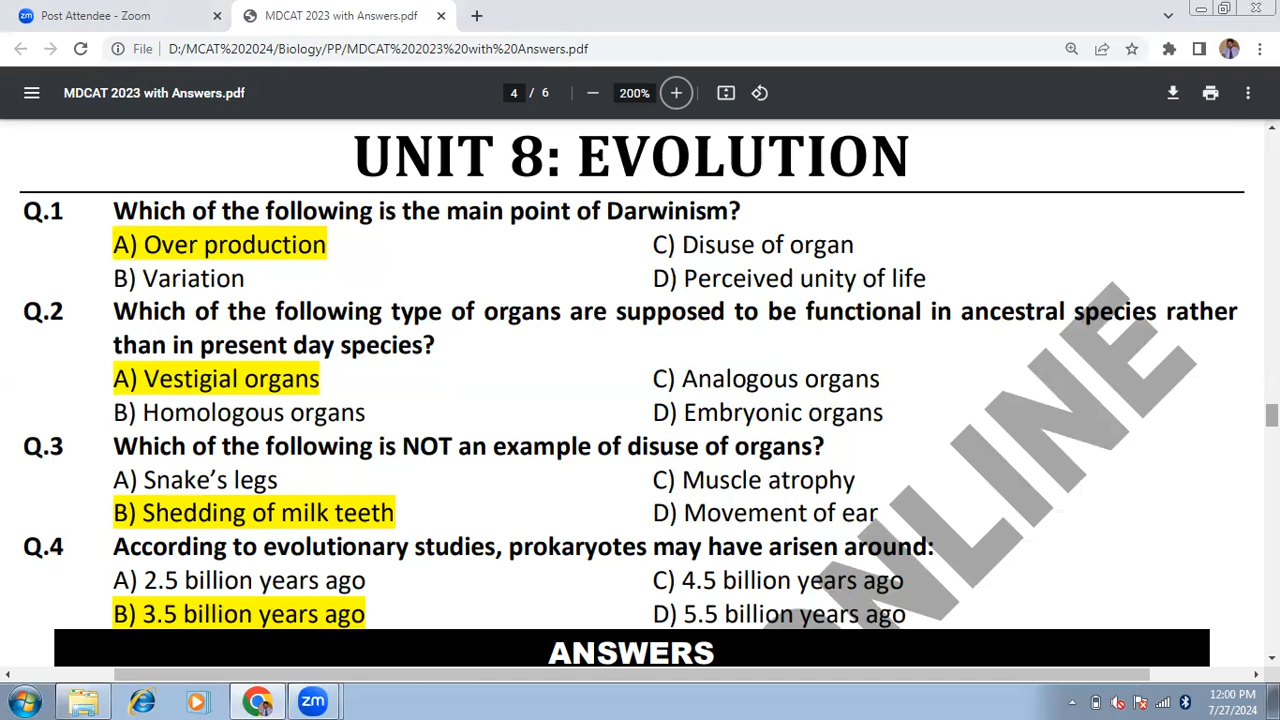 Post Attendee - Zoom
MDCAT 2023 with Answers.pdf
File
D:/MCAT%202024/Biology/PP/MDCAT%202023%20with%20Answers.pdf
MDCAT 2023 with Answers.pdf
4 / 6
200%
UNIT 8: EVOLUTION
Q.1 Which of the following is the main point of Darwinism?
A) Over production C) Disuse of organ
B) Variation D) Perceived unity of life
Q.2 Which of the following type of organs are supposed to be functional in ancestral species rather
than in present day species?
A) Vestigial organs C) Analogous organs
B) Homologous organs D) Embryonic organs
Q.3 Which of the following is NOT an example of disuse of organs?
A) Snake’s legs C) Muscle atrophy
B) Shedding of milk teeth D) Movement of ear
Q.4 According to evolutionary studies, prokaryotes may have arisen around:
A) 2.5 billion years ago C) 4.5 billion years ago
B) 3.5 billion years ago D) 5.5 billion years ago
ONLINE
ANSWERS
zm
12:00 PM
7/27/2024